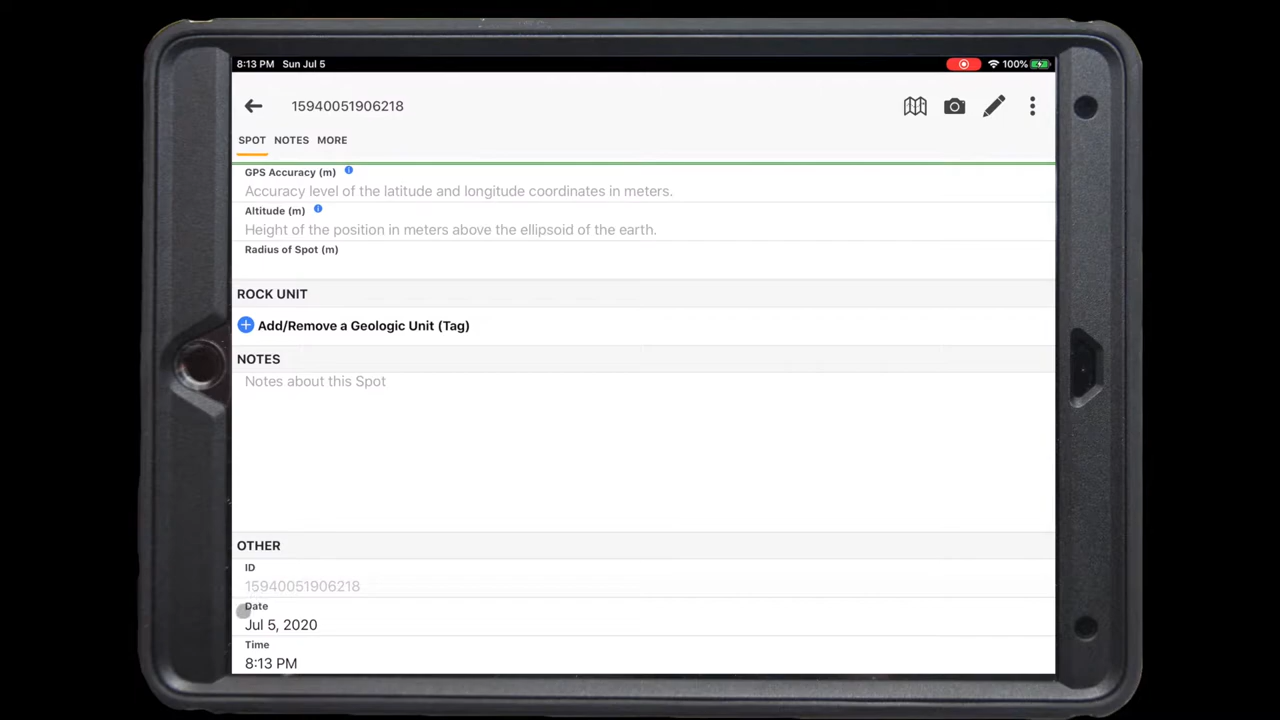 8:13 PM Sun Jul 5 100%
15940051906218
SPOT NOTES MORE
GPS Accuracy (m)
Accuracy level of the latitude and longitude coordinates in meters.
Altitude (m)
Height of the position in meters above the ellipsoid of the earth.
Radius of Spot (m)
ROCK UNIT
Add/Remove a Geologic Unit (Tag)
NOTES
Notes about this Spot
OTHER
ID
15940051906218
Date
Jul 5, 2020
Time
8:13 PM